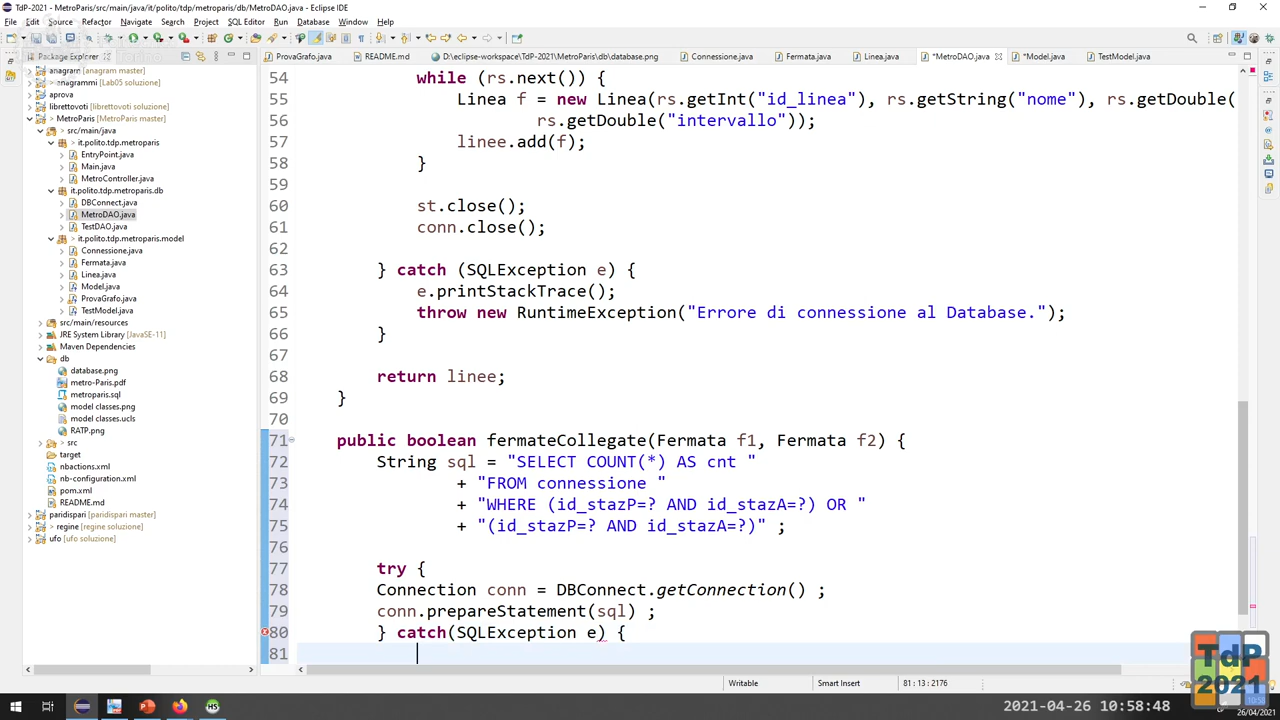 TdP-2021 - MetroParis/src/main/java/it/polito/tdp/metroparis/db/MetroDAO.java - Eclipse IDE
File Edit Source Refactor Navigate Search Project SQL Editor Run Database Window Help
Package Explorer
ProvaGrafo.java README.md D:\eclipse-workspace\TdP-2021\MetroParis\db\database.png Connessione.java Fermata.java Linea.java *MetroDAO.java *Model.java TestModel.java
anagram [anagram master]
anagrammi [Lab05 soluzione]
aprova
librettovoti [librettovoti soluzione]
MetroParis [MetroParis master]
src/main/java
it.polito.tdp.metroparis
EntryPoint.java
Main.java
MetroController.java
it.polito.tdp.metroparis.db
DBConnect.java
MetroDAO.java
TestDAO.java
it.polito.tdp.metroparis.model
Connessione.java
Fermata.java
Linea.java
Model.java
ProvaGrafo.java
TestModel.java
src/main/resources
JRE System Library [JavaSE-11]
Maven Dependencies
db
database.png
metro-Paris.pdf
metroparis.sql
model classes.png
model classes.ucls
RATP.png
src
target
nbactions.xml
nb-configuration.xml
pom.xml
README.md
paridispari [paridispari master]
regine [regine soluzione]
ufo [ufo soluzione]
54 while (rs.next()) {
55 Linea f = new Linea(rs.getInt("id_linea"), rs.getString("nome"), rs.getDouble(
56 rs.getDouble("intervallo"));
57 linee.add(f);
58 }
59
60 st.close();
61 conn.close();
62
63 } catch (SQLException e) {
64 e.printStackTrace();
65 throw new RuntimeException("Errore di connessione al Database.");
66 }
67
68 return linee;
69 }
70
71 public boolean fermateCollegate(Fermata f1, Fermata f2) {
72 String sql = "SELECT COUNT(*) AS cnt "
73 + "FROM connessione "
74 + "WHERE (id_stazP=? AND id_stazA=?) OR "
75 + "(id_stazP=? AND id_stazA=?)" ;
76
77 try {
78 Connection conn = DBConnect.getConnection() ;
79 conn.prepareStatement(sql) ;
80 } catch(SQLException e) {
81
Writable Smart Insert 81 : 13 : 2176
TdP
2021
2021-04-26 10:58:48
26/04/2021